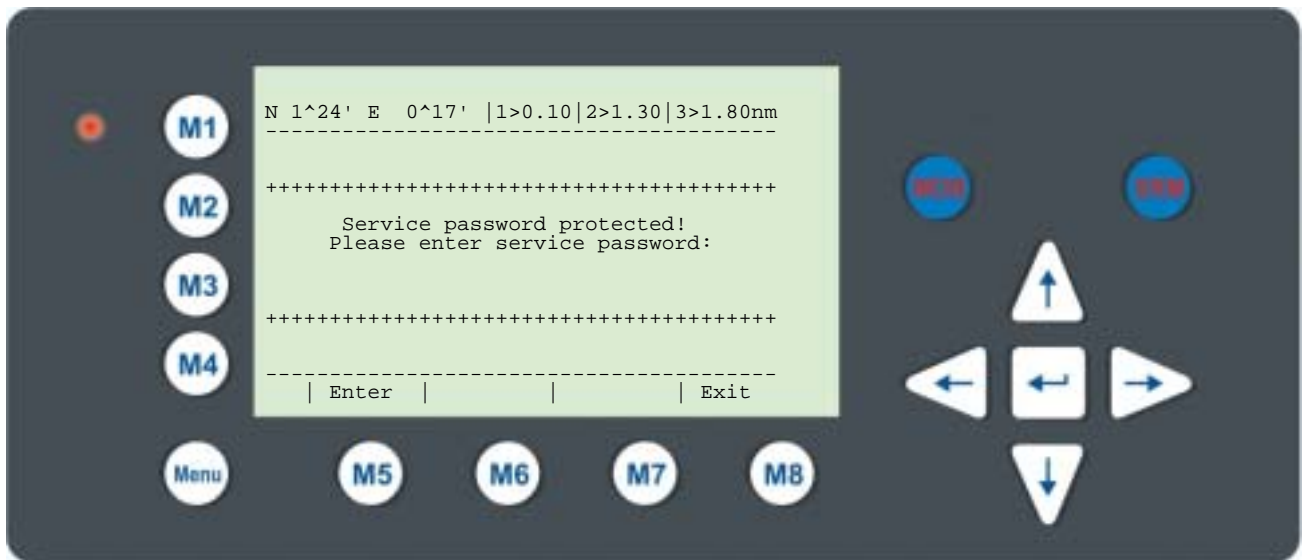 M1
M2
M3
M4
Menu
N 1^24' E  0^17' |1>0.10|2>1.30|3>1.80nm
----------------------------------------
++++++++++++++++++++++++++++++++++++++++
Service password protected!
Please enter service password:
++++++++++++++++++++++++++++++++++++++++
----------------------------------------
| Enter |         |         | Exit
M5
M6
M7
M8